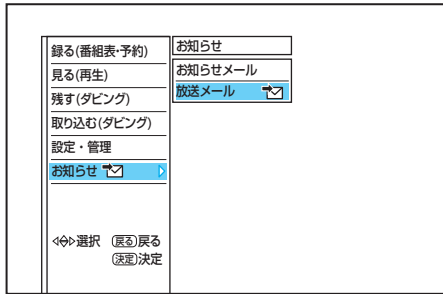 録る(番組表･予約)
見る(再生)
残す(ダビング)
取り込む(ダビング)
設定・管理
お知らせ
選択 戻る 戻る
決定 決定
お知らせ
お知らせメール
放送メール